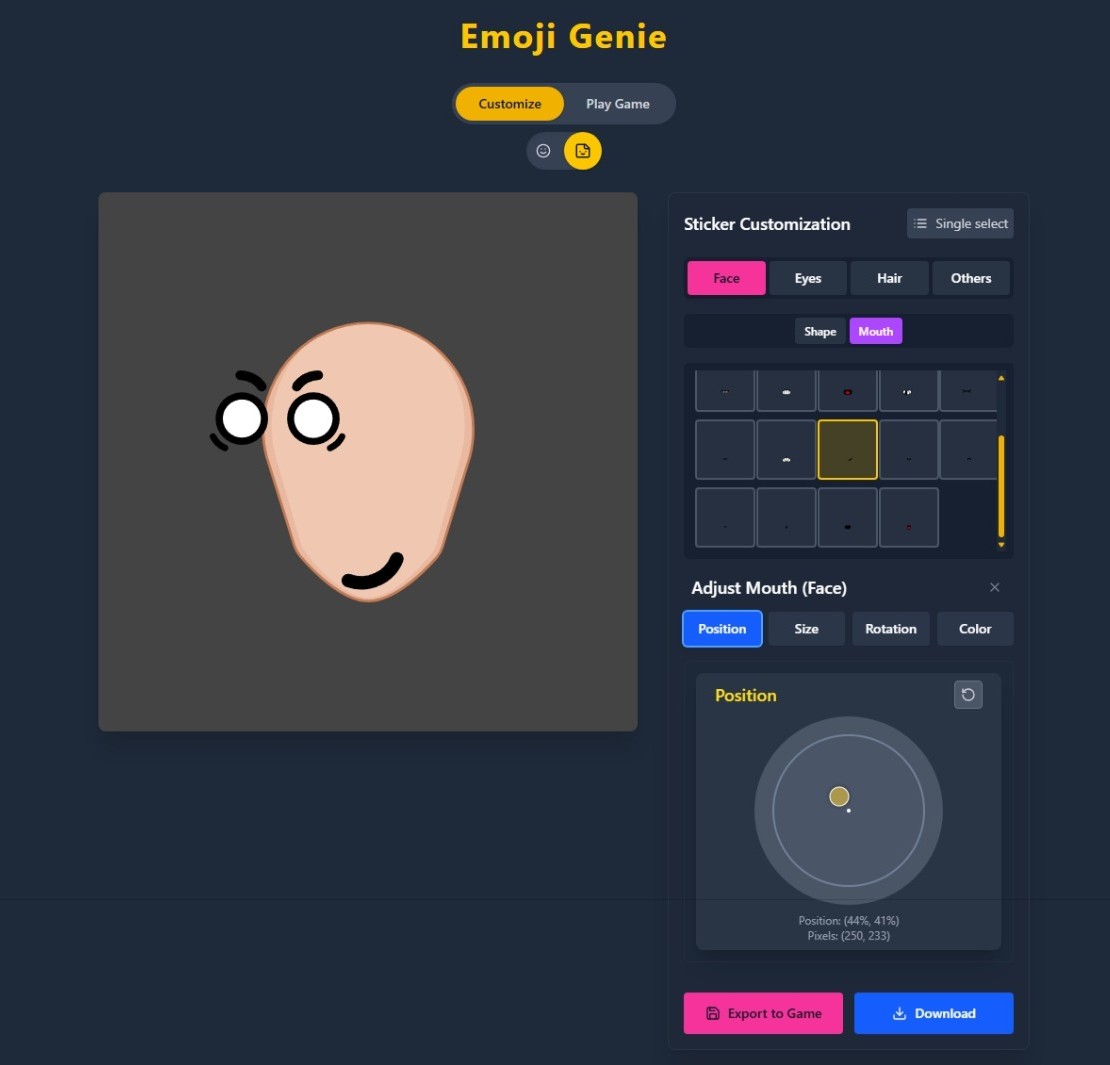 Emoji Genie
Customize
Play Game
Sticker Customization
Single select
Face
Eyes
Hair
Others
Shape
Mouth
Adjust Mouth (Face)
Position
Size
Rotation
Color
Position
Position: (44%, 41%)
Pixels: (250, 233)
Export to Game
Download